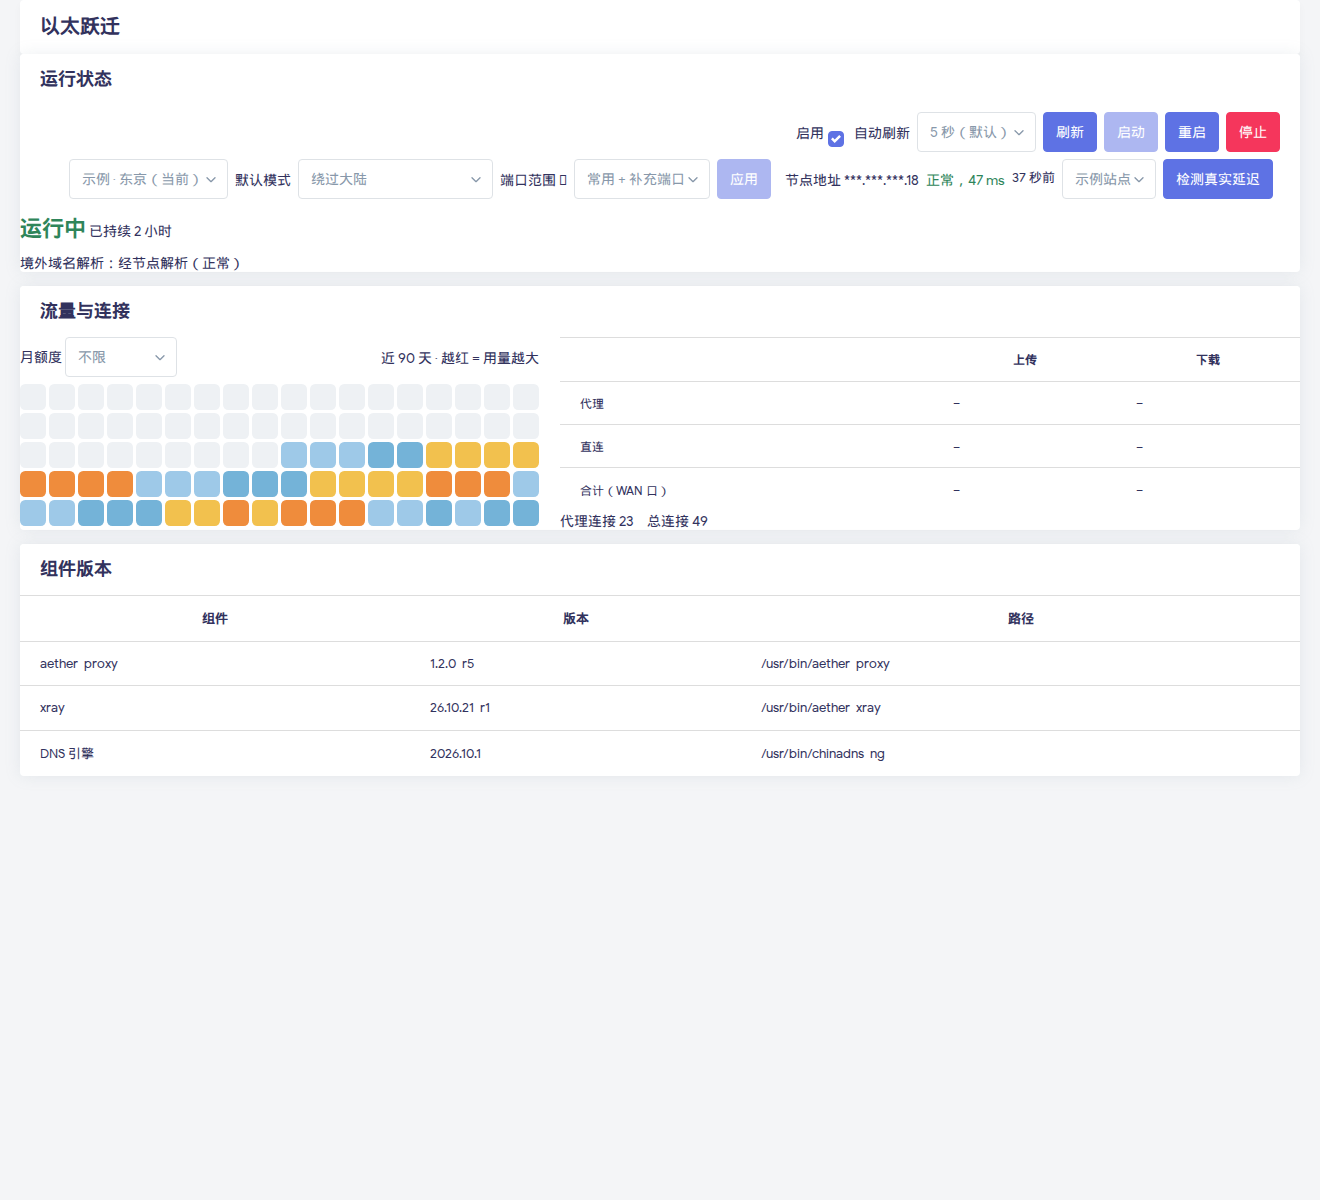 以太跃迁
运行状态
启用 自动刷新 5 秒（默认） 刷新 启动 重启 停止
示例 · 东京（当前） 默认模式 绕过大陆 端口范围 常用 + 补充端口 应用 节点地址 ***.***.***.18 正常，47 ms 37 秒前 示例站点 检测真实延迟
运行中 已持续 2 小时
境外域名解析：经节点解析（正常）
流量与连接
月额度 不限 近 90 天 · 越红 = 用量越大
上传 下载
代理 – –
直连 – –
合计（WAN 口） – –
代理连接 23 总连接 49
组件版本
组件 版本 路径
aether proxy 1.2.0 r5 /usr/bin/aether proxy
xray 26.10.21 r1 /usr/bin/aether xray
DNS 引擎 2026.10.1 /usr/bin/chinadns ng